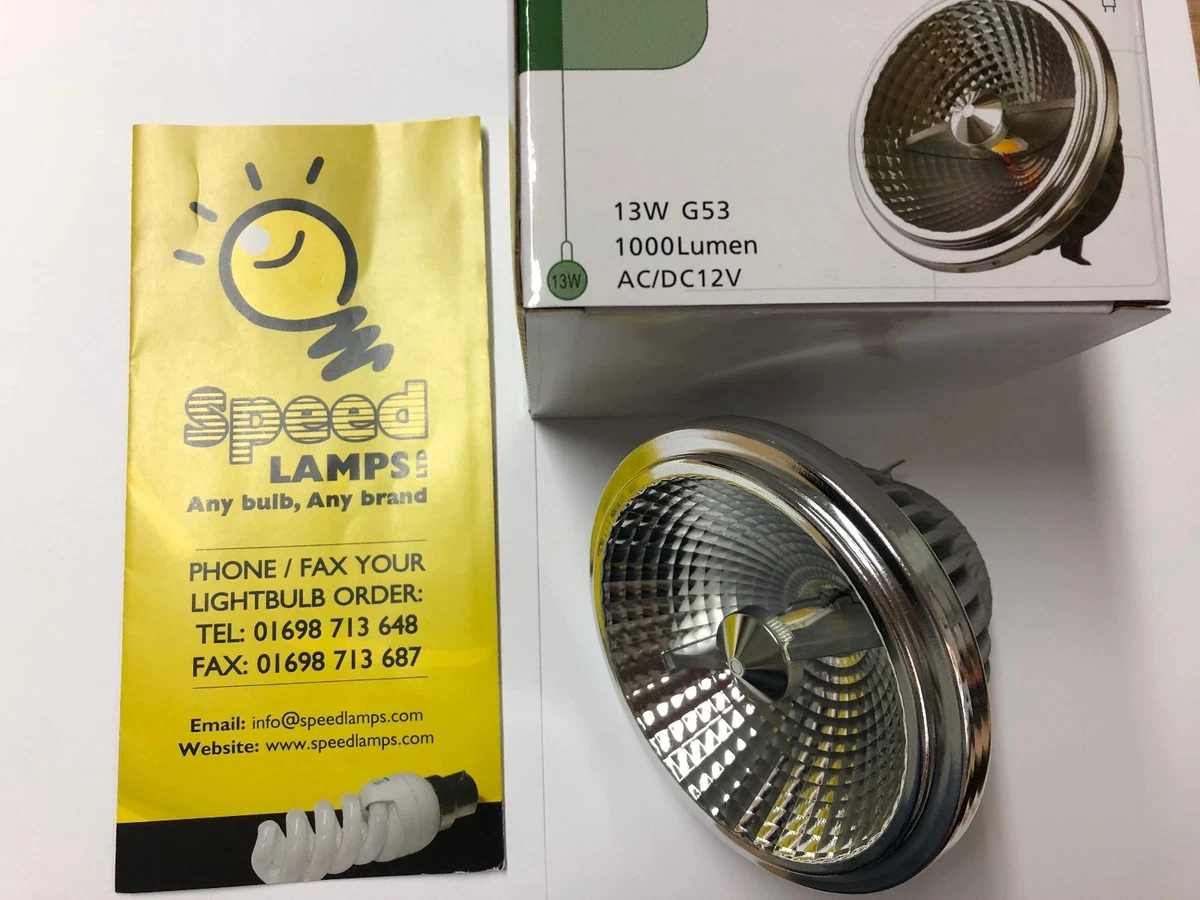 Speed
LAMPS LTD
Any bulb, Any brand
PHONE / FAX YOUR
LIGHTBULB ORDER:
TEL: 01698 713 648
FAX: 01698 713 687
Email: info@speedlamps.com
Website: www.speedlamps.com
13W G53
1000Lumen
AC/DC12V
13W